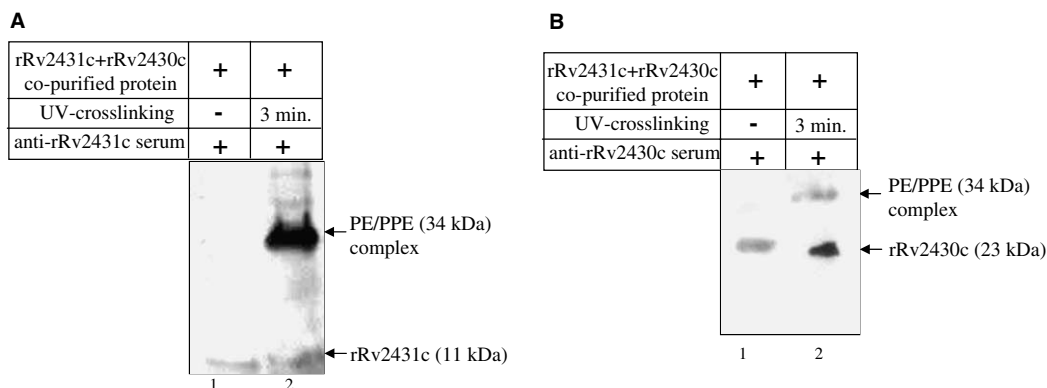 A
rRv2431c+rRv2430c
co-purified protein
+ +
UV-crosslinking - 3 min.
anti-rRv2431c serum + +
PE/PPE (34 kDa)
complex
rRv2431c (11 kDa)
1 2
B
rRv2431c+rRv2430c
co-purified protein
+ +
UV-crosslinking - 3 min.
anti-rRv2430c serum + +
PE/PPE (34 kDa)
complex
rRv2430c (23 kDa)
1 2